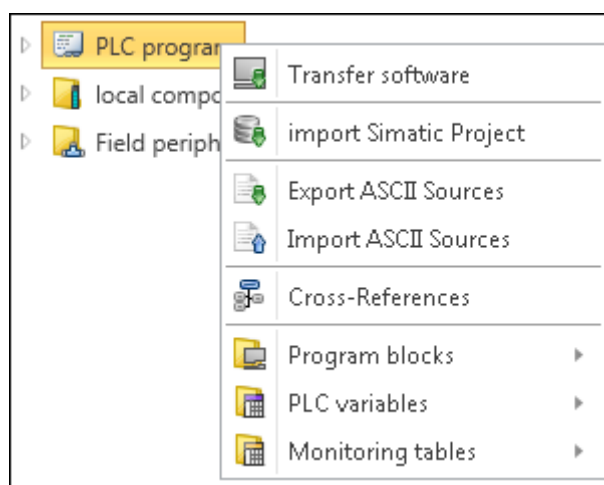 PLC program
Transfer software
local compo
import Simatic Project
Field periph
Export ASCII Sources
Import ASCII Sources
Cross-References
Program blocks
PLC variables
Monitoring tables